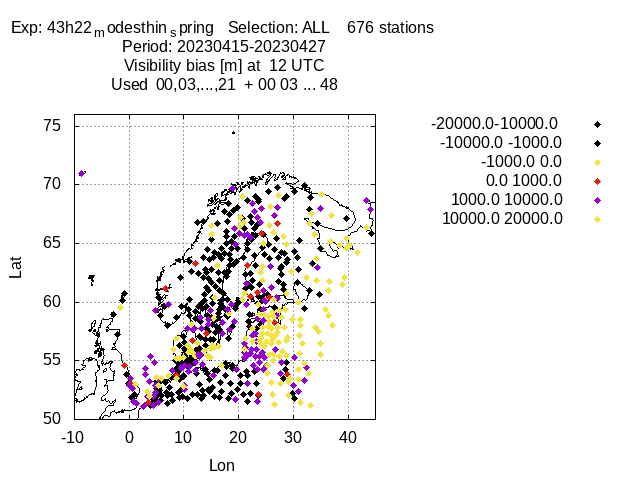 Exp: 43h22modesthinspring   Selection: ALL    676 stations
Period: 20230415-20230427
Visibility bias [m] at  12 UTC
Used  00,03,...,21  + 00 03 ... 48
-20000.0-10000.0
-10000.0 -1000.0
-1000.0 0.0
0.0 1000.0
1000.0 10000.0
10000.0 20000.0
75
70
65
60
55
50
Lat
-10 0 10 20 30 40
Lon